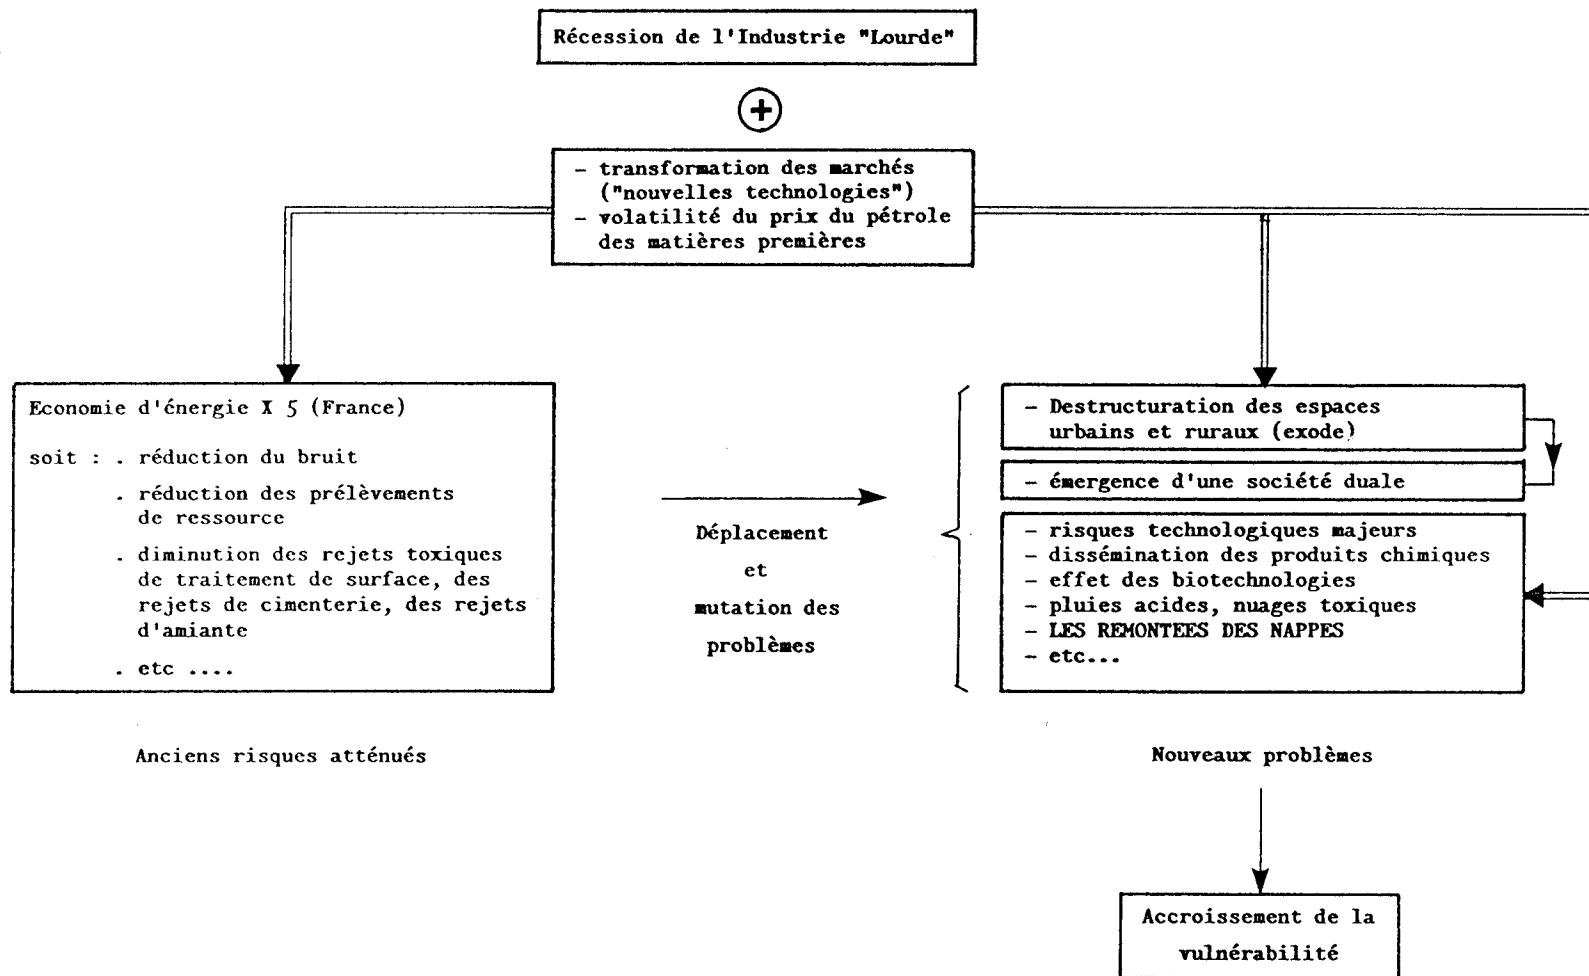 Récession de l'Industrie "Lourde"
+
- transformation des marchés
("nouvelles technologies")
- volatilité du prix du pétrole
des matières premières
Economie d'énergie X 5 (France)
soit : . réduction du bruit
. réduction des prélèvements
de ressource
. diminution des rejets toxiques
de traitement de surface, des
rejets de cimenterie, des rejets
d'amiante
. etc ....
Anciens risques atténués
Déplacement
et
mutation des
problèmes
- Destructuration des espaces
urbains et ruraux (exode)
- émergence d'une société duale
- risques technologiques majeurs
- dissémination des produits chimiques
- effet des biotechnologies
- pluies acides, nuages toxiques
- LES REMONTEES DES NAPPES
- etc...
Nouveaux problèmes
Accroissement de la
vulnérabilité